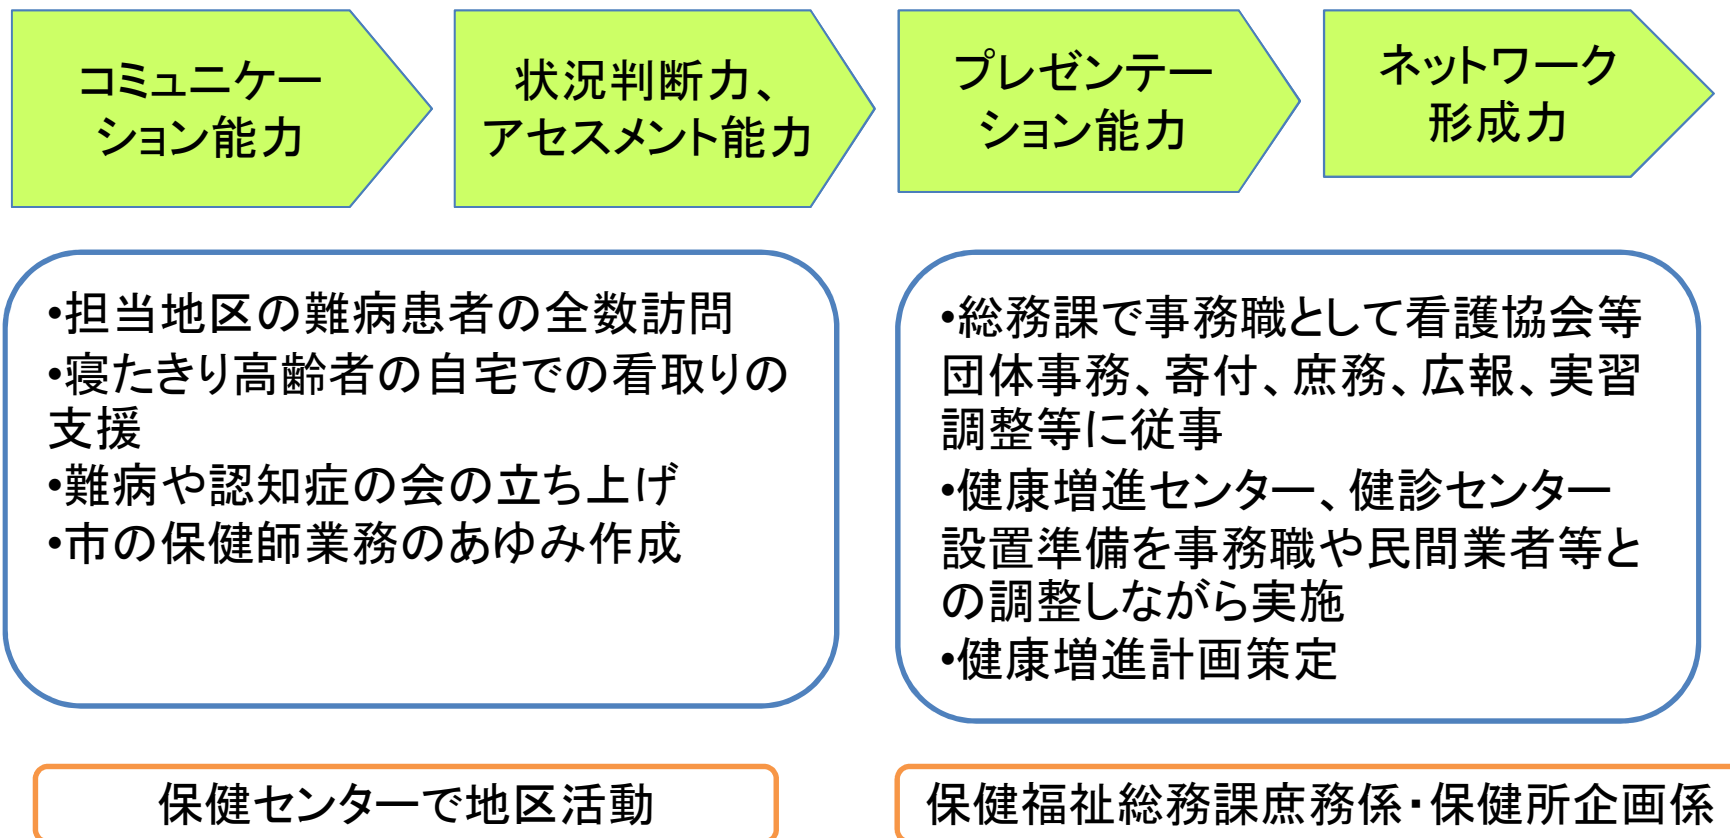 コミュニケー
ション能力
状況判断力、
アセスメント能力
プレゼンテー
ション能力
ネットワーク
形成力
•担当地区の難病患者の全数訪問
•寝たきり高齢者の自宅での看取りの
支援
•難病や認知症の会の立ち上げ
•市の保健師業務のあゆみ作成
•総務課で事務職として看護協会等
団体事務、寄付、庶務、広報、実習
調整等に従事
•健康増進センター、健診センター
設置準備を事務職や民間業者等と
の調整しながら実施
•健康増進計画策定
保健センターで地区活動
保健福祉総務課庶務係・保健所企画係